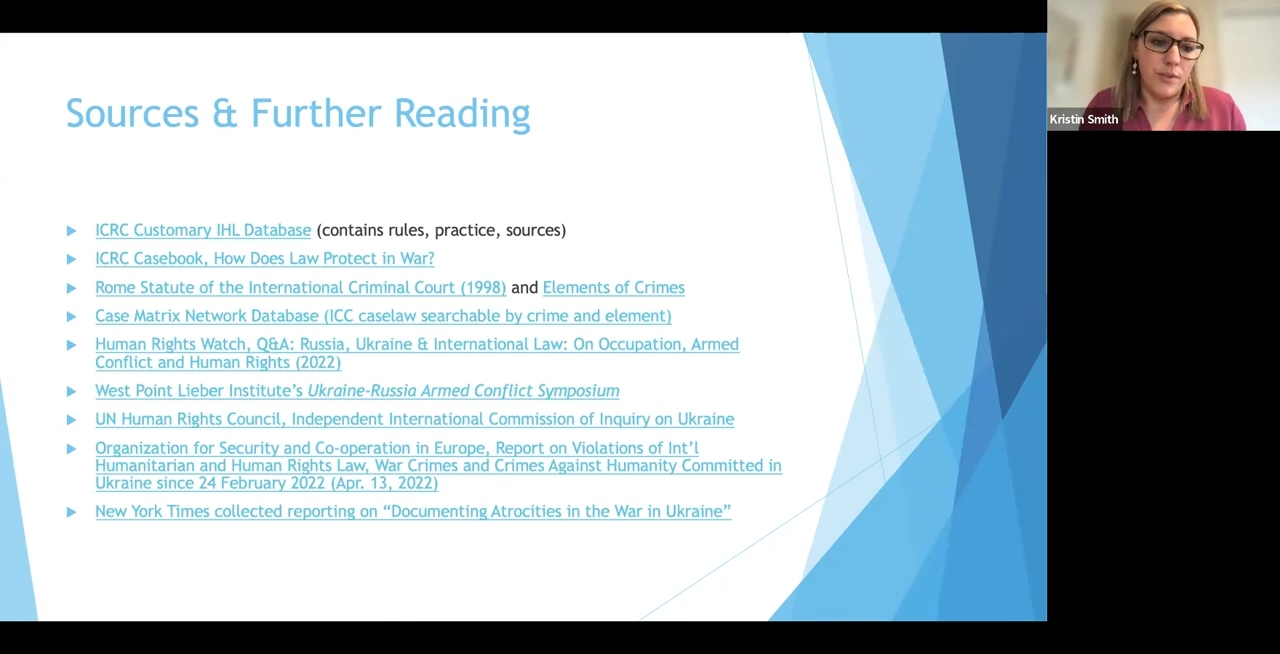 Sources & Further Reading
ICRC Customary IHL Database (contains rules, practice, sources)
ICRC Casebook, How Does Law Protect in War?
Rome Statute of the International Criminal Court (1998) and Elements of Crimes
Case Matrix Network Database (ICC caselaw searchable by crime and element)
Human Rights Watch, Q&A: Russia, Ukraine & International Law: On Occupation, Armed
Conflict and Human Rights (2022)
West Point Lieber Institute’s Ukraine-Russia Armed Conflict Symposium
UN Human Rights Council, Independent International Commission of Inquiry on Ukraine
Organization for Security and Co-operation in Europe, Report on Violations of Int’l
Humanitarian and Human Rights Law, War Crimes and Crimes Against Humanity Committed in
Ukraine since 24 February 2022 (Apr. 13, 2022)
New York Times collected reporting on “Documenting Atrocities in the War in Ukraine”
Kristin Smith